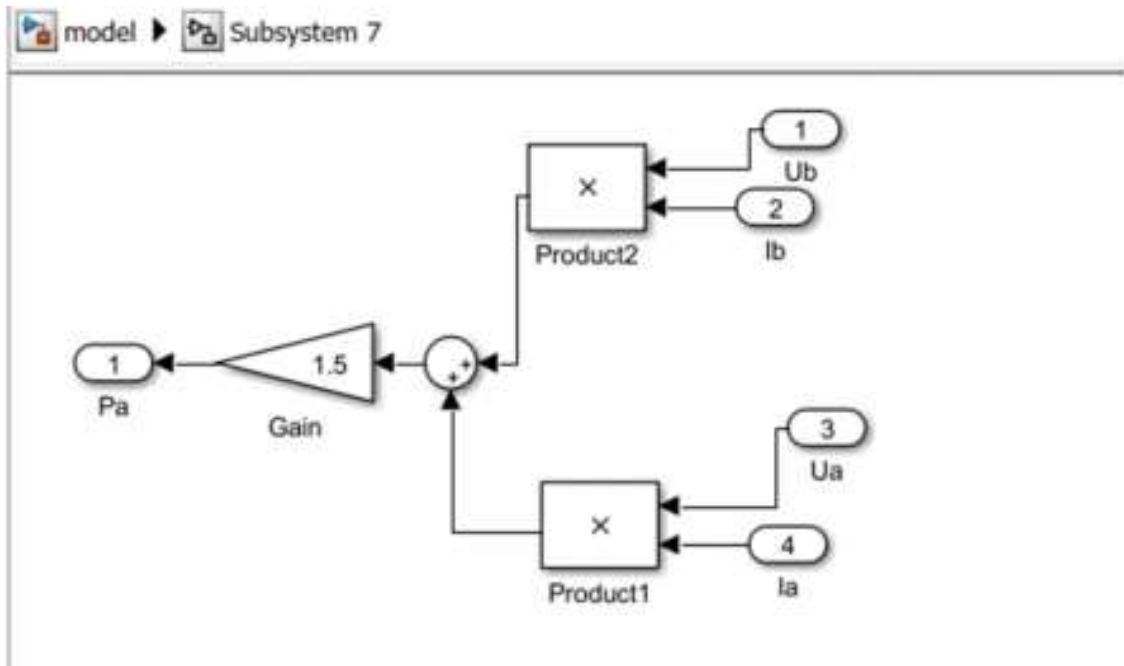 model ▶ Subsystem 7
1
Ub
×
2
Ib
Product2
1
Pa
1.5
Gain
+
+
3
Ua
×
4
Ia
Product1